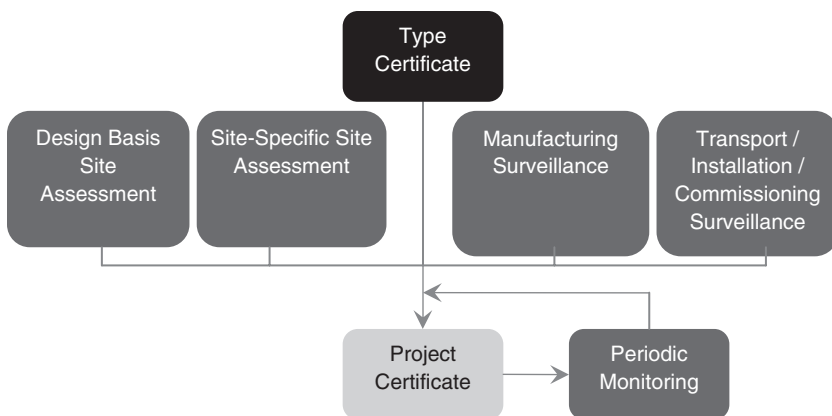 Type
Certificate
Design Basis
Site
Assessment
Site-Specific Site
Assessment
Manufacturing
Surveillance
Transport /
Installation /
Commissioning
Surveillance
Project
Certificate
Periodic
Monitoring